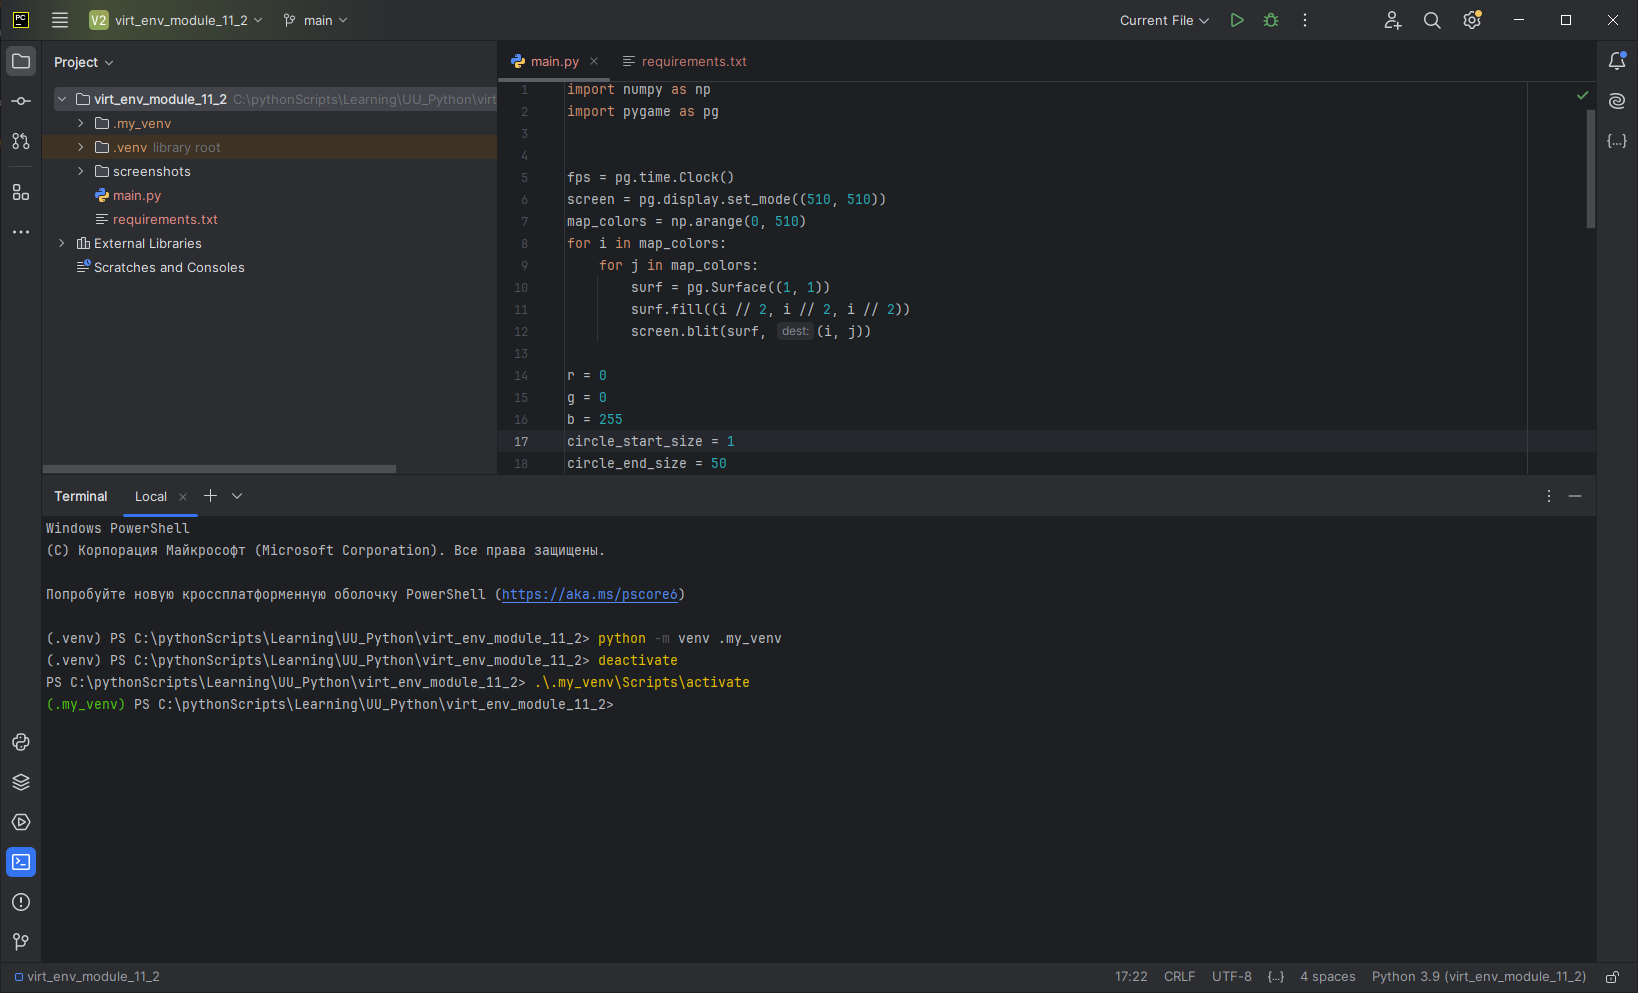 PC
V2 virt_env_module_11_2 main Current File
Project
virt_env_module_11_2 C:\pythonScripts\Learning\UU_Python\virt
.my_venv
.venv library root
screenshots
main.py
requirements.txt
External Libraries
Scratches and Consoles
main.py requirements.txt
1 import numpy as np
2 import pygame as pg
3
4
5 fps = pg.time.Clock()
6 screen = pg.display.set_mode((510, 510))
7 map_colors = np.arange(0, 510)
8 for i in map_colors:
9     for j in map_colors:
10         surf = pg.Surface((1, 1))
11         surf.fill((i // 2, i // 2, i // 2))
12         screen.blit(surf, dest: (i, j))
13
14 r = 0
15 g = 0
16 b = 255
17 circle_start_size = 1
18 circle_end_size = 50
Terminal Local
Windows PowerShell
(C) Корпорация Майкрософт (Microsoft Corporation). Все права защищены.
Попробуйте новую кроссплатформенную оболочку PowerShell (https://aka.ms/pscore6)
(.venv) PS C:\pythonScripts\Learning\UU_Python\virt_env_module_11_2> python -m venv .my_venv
(.venv) PS C:\pythonScripts\Learning\UU_Python\virt_env_module_11_2> deactivate
PS C:\pythonScripts\Learning\UU_Python\virt_env_module_11_2> .\.my_venv\Scripts\activate
(.my_venv) PS C:\pythonScripts\Learning\UU_Python\virt_env_module_11_2>
virt_env_module_11_2 17:22 CRLF UTF-8 {...} 4 spaces Python 3.9 (virt_env_module_11_2)